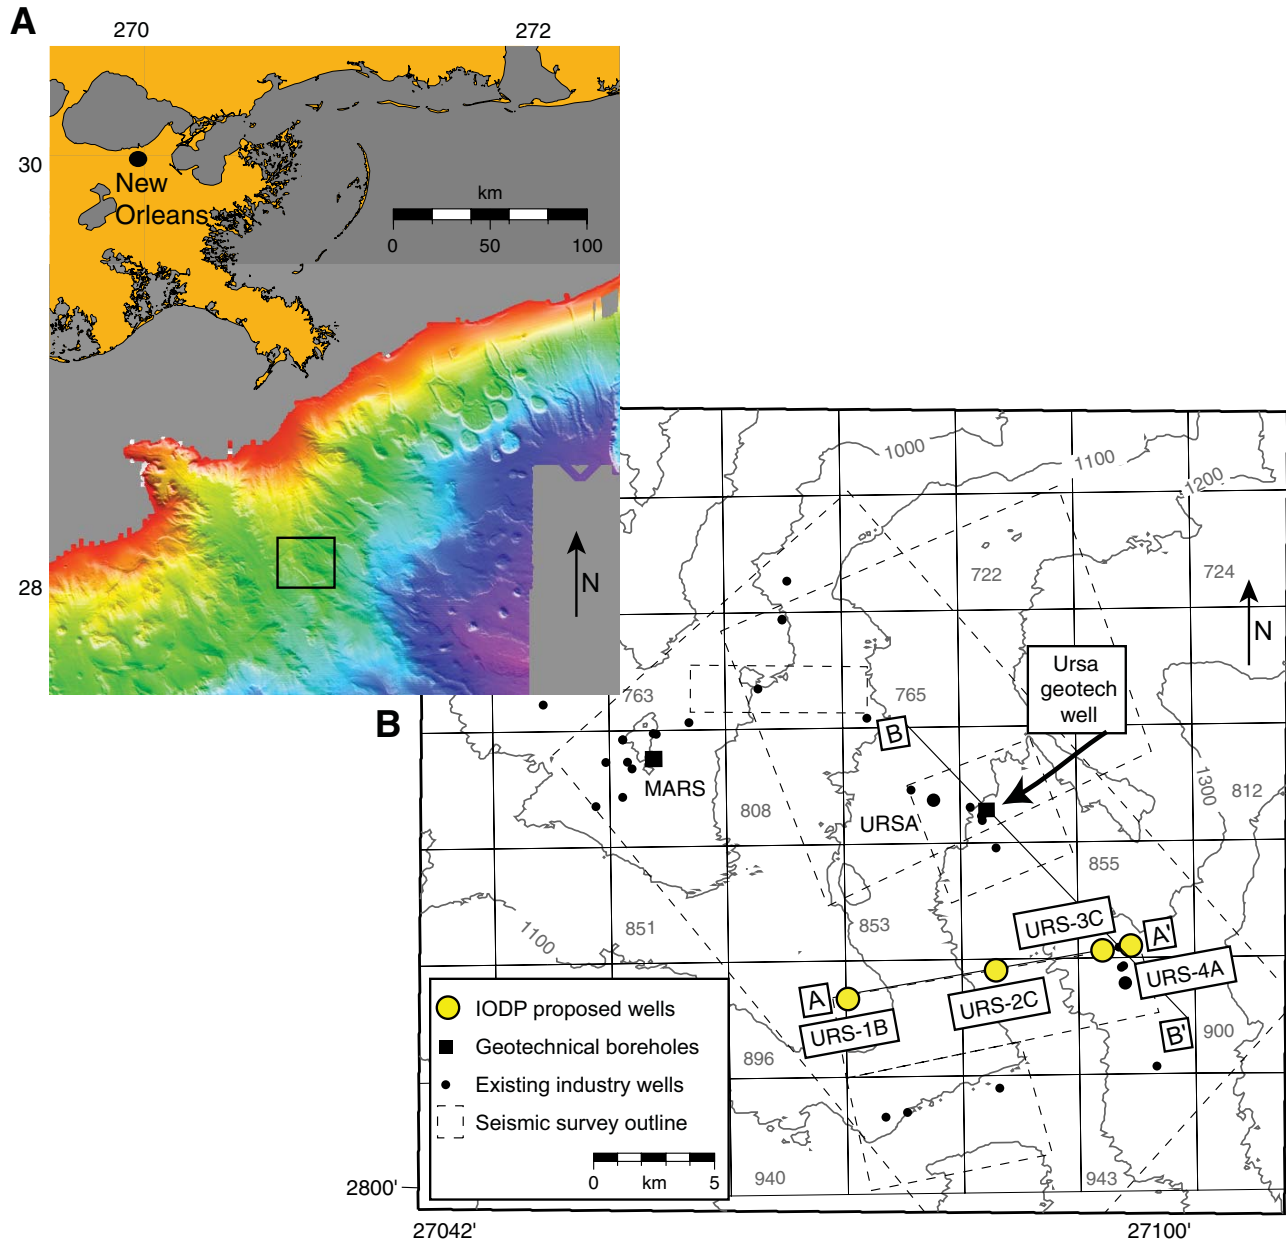 A
270
272
30
New
Orleans
km
0
50
100
28
N
1000
1100
1200
722
724
N
Ursa
geotech
well
763
765
B
B
MARS
1300
812
808
URSA
855
851
853
URS-3C
A'
1100
URS-4A
A
URS-2C
URS-1B
B'
900
896
IODP proposed wells
Geotechnical boreholes
Existing industry wells
Seismic survey outline
0
km
5
940
943
2800'
27042'
27100'